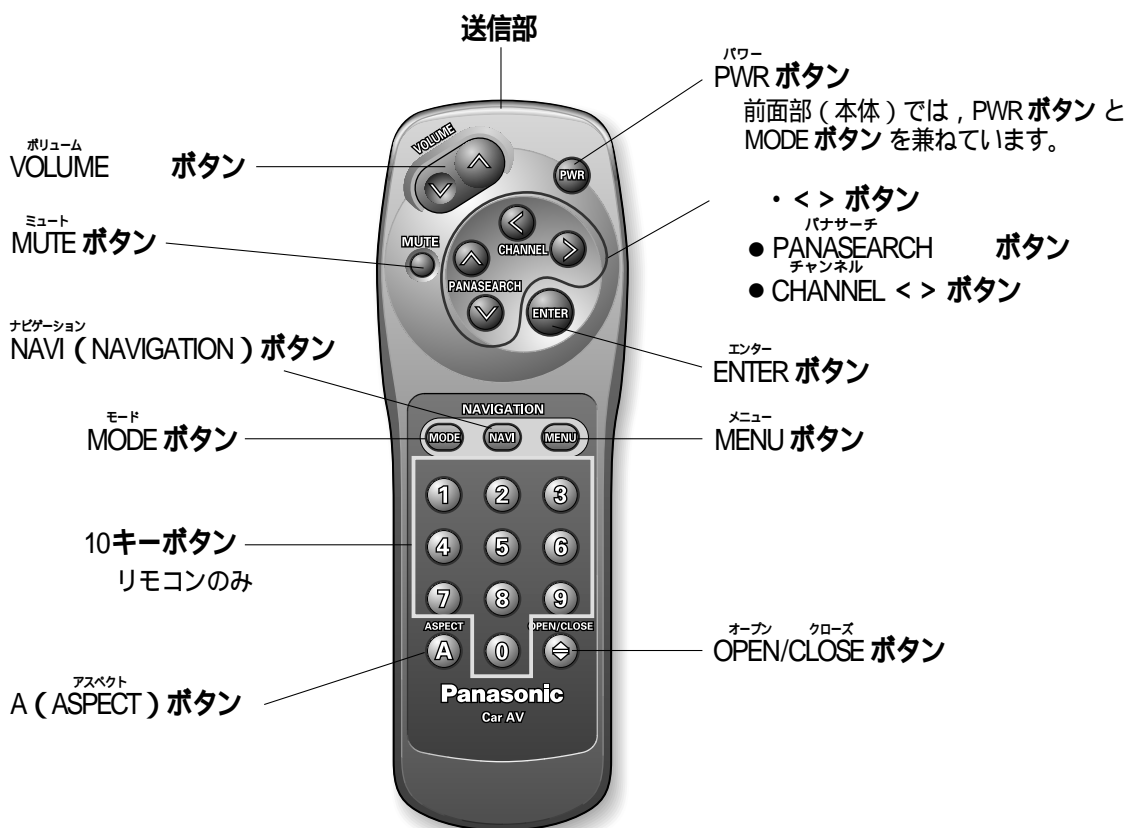 送信部
パワー
PWR ボタン
前面部(本体)では,PWR ボタン と
MODE ボタン を兼ねています。
ボリューム
VOLUME ボタン
・ < > ボタン
パナサーチ
● PANASEARCH ボタン
チャンネル
● CHANNEL < > ボタン
ミュート
MUTE ボタン
ナビゲーション
NAVI(NAVIGATION)ボタン
エンター
ENTER ボタン
モード
MODE ボタン
メニュー
MENU ボタン
10キーボタン
リモコンのみ
オープン クローズ
OPEN/CLOSE ボタン
アスペクト
A(ASPECT)ボタン
VOLUME
PWR
MUTE
CHANNEL
PANASEARCH
ENTER
NAVIGATION
MODE NAVI MENU
1 2 3
4 5 6
7 8 9
ASPECT OPEN/CLOSE
A 0
Panasonic
Car AV